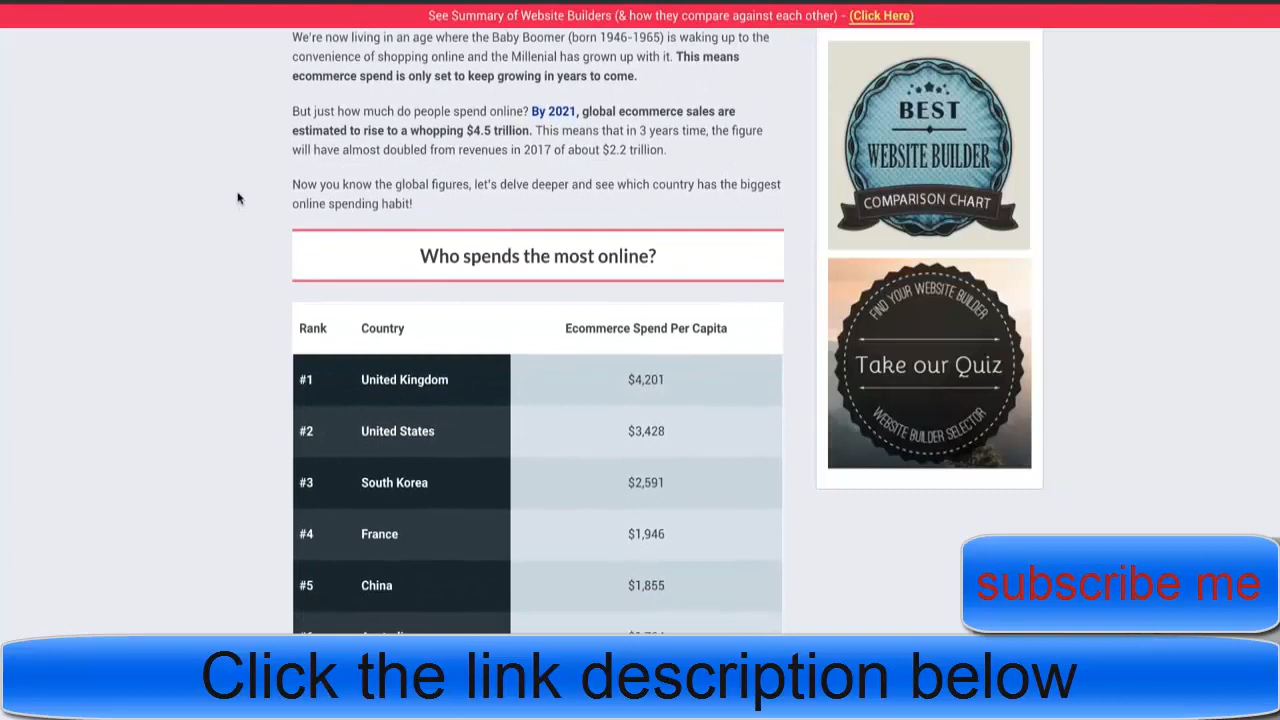 See Summary of Website Builders (& how they compare against each other) - (Click Here)
We're now living in an age where the Baby Boomer (born 1946-1965) is waking up to the
convenience of shopping online and the Millenial has grown up with it. This means
ecommerce spend is only set to keep growing in years to come.
But just how much do people spend online? By 2021, global ecommerce sales are
estimated to rise to a whopping $4.5 trillion. This means that in 3 years time, the figure
will have almost doubled from revenues in 2017 of about $2.2 trillion.
Now you know the global figures, let's delve deeper and see which country has the biggest
online spending habit!
Who spends the most online?
Rank Country Ecommerce Spend Per Capita
#1 United Kingdom $4,201
#2 United States $3,428
#3 South Korea $2,591
#4 France $1,946
#5 China $1,855
BEST
WEBSITE BUILDER
COMPARISON CHART
FIND YOUR WEBSITE BUILDER
Take our Quiz
WEBSITE BUILDER SELECTOR
subscribe me
Click the link description below